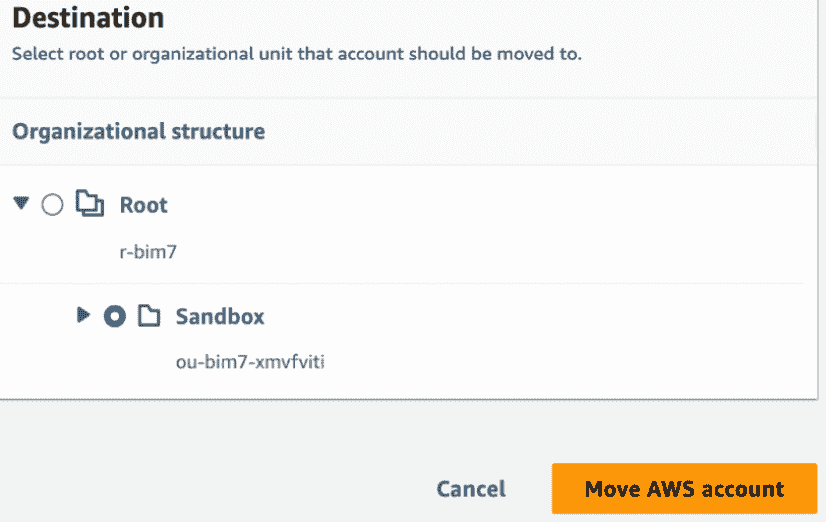 Destination
Select root or organizational unit that account should be moved to.
Organizational structure
Root
r-bim7
Sandbox
ou-bim7-xmvfviti
Cancel
Move AWS account